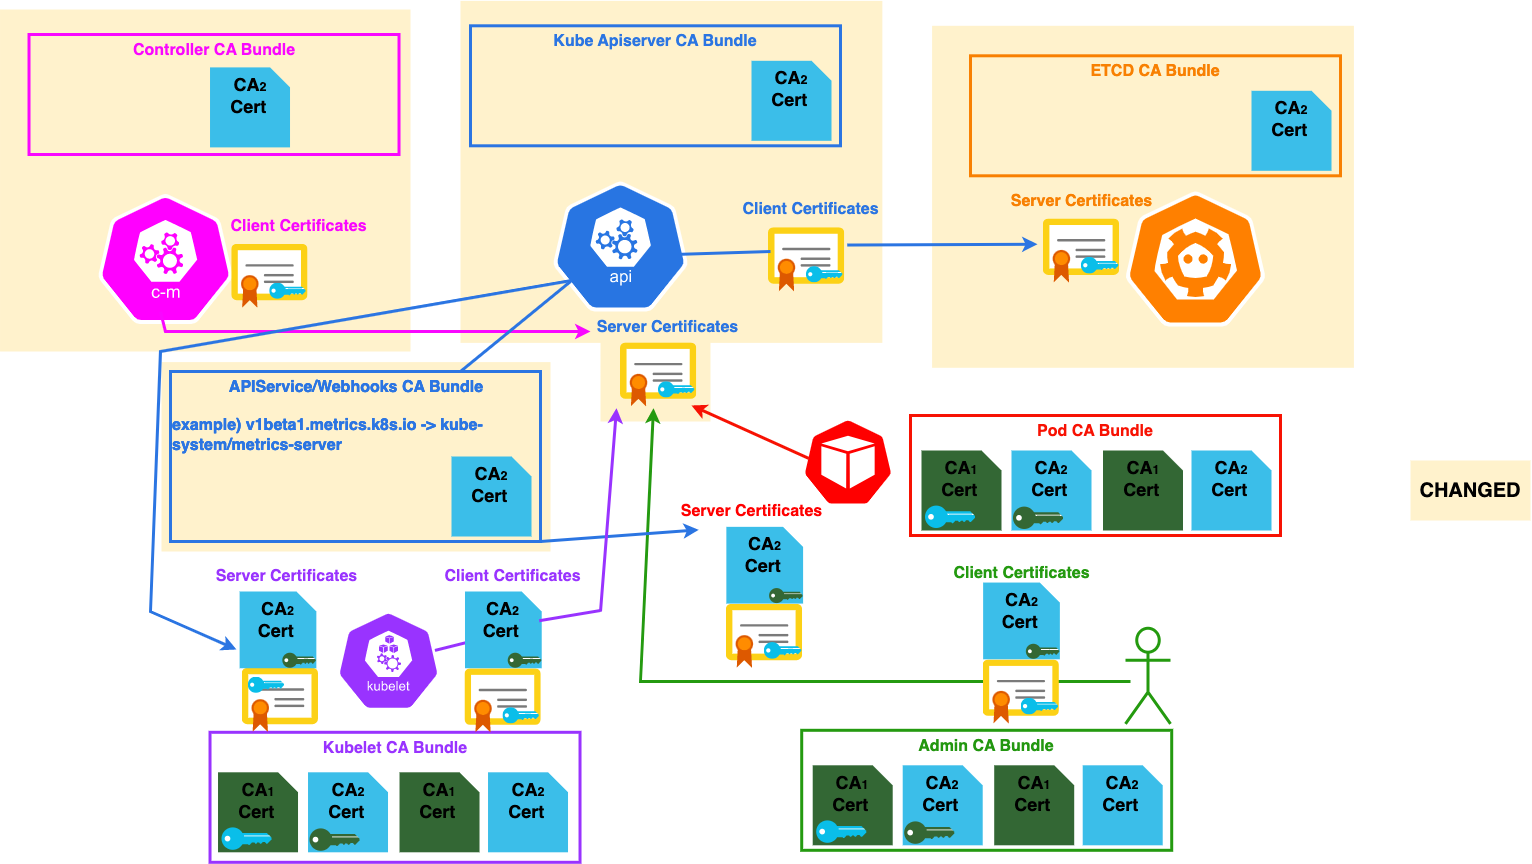 Controller CA Bundle
CA2
Cert
Kube Apiserver CA Bundle
CA2
Cert
ETCD CA Bundle
CA2
Cert
Client Certificates
c-m
api
Client Certificates
Server Certificates
Server Certificates
APIService/Webhooks CA Bundle
example) v1beta1.metrics.k8s.io -> kube-
system/metrics-server
CA2
Cert
Pod CA Bundle
CA1
Cert
CA2
Cert
CA1
Cert
CA2
Cert
CHANGED
Server Certificates
CA2
Cert
Server Certificates
CA2
Cert
kubelet
Client Certificates
CA2
Cert
Client Certificates
CA2
Cert
Kubelet CA Bundle
CA1
Cert
CA2
Cert
CA1
Cert
CA2
Cert
Admin CA Bundle
CA1
Cert
CA2
Cert
CA1
Cert
CA2
Cert